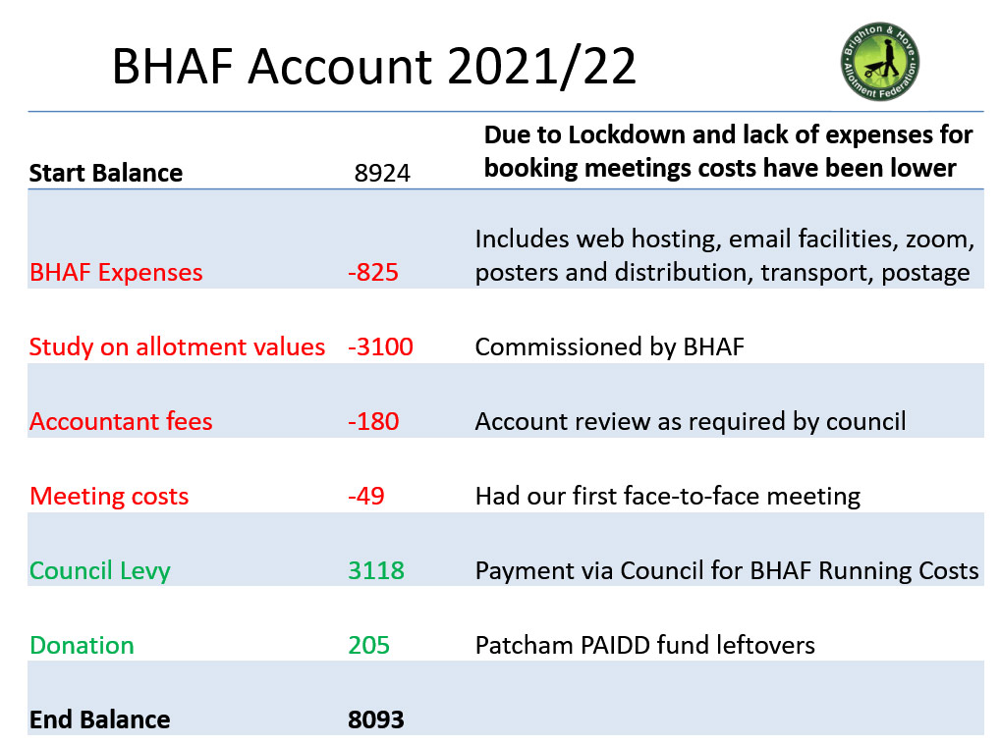 BHAF Account 2021/22
Brighton & Hove
Allotment Federation
Due to Lockdown and lack of expenses for
booking meetings costs have been lower
Start Balance 8924
Includes web hosting, email facilities, zoom,
BHAF Expenses -825 posters and distribution, transport, postage
Study on allotment values -3100 Commissioned by BHAF
Accountant fees -180 Account review as required by council
Meeting costs -49 Had our first face-to-face meeting
Council Levy 3118 Payment via Council for BHAF Running Costs
Donation 205 Patcham PAIDD fund leftovers
End Balance 8093